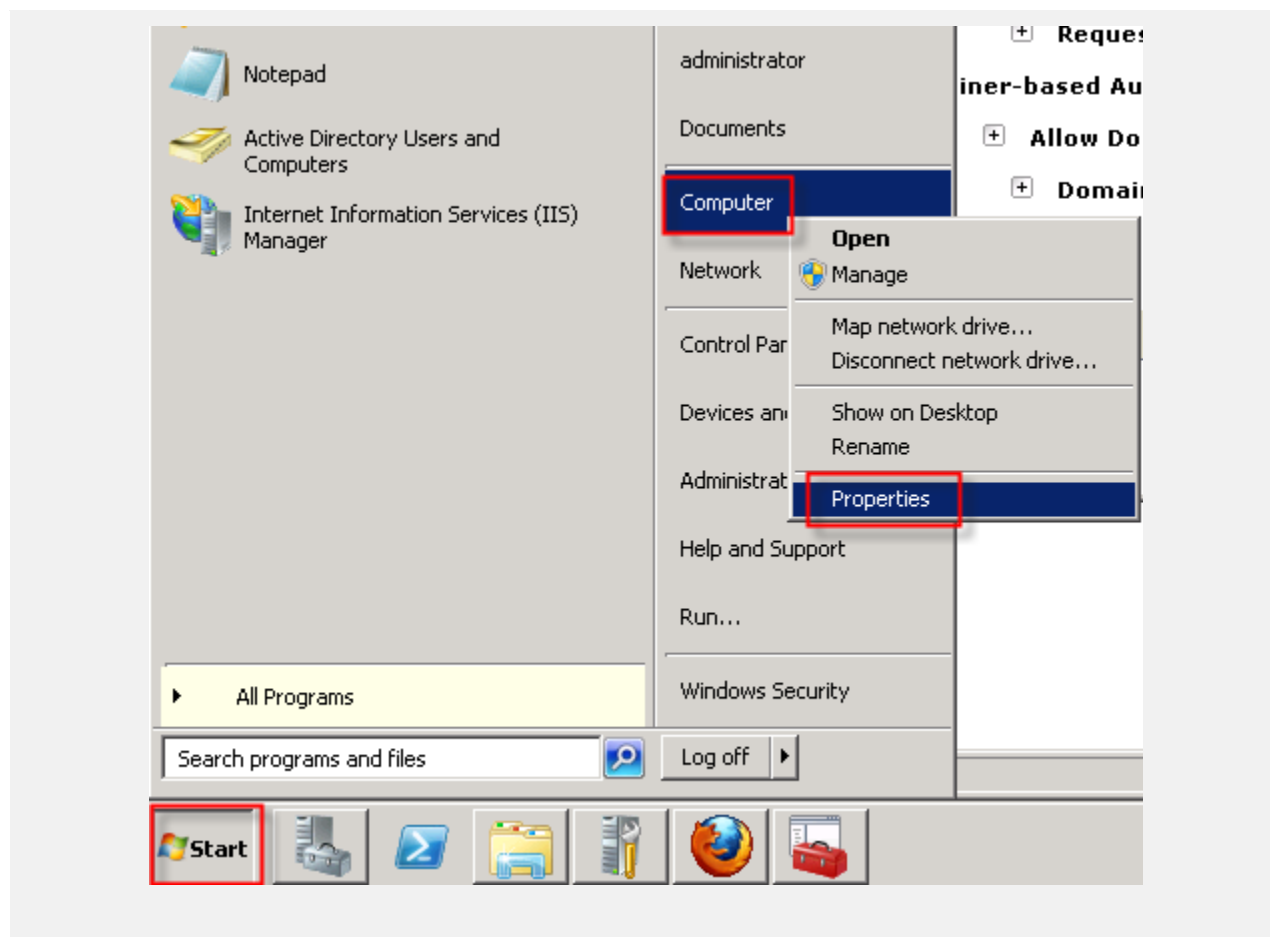 Notepad
Active Directory Users and
Computers
Internet Information Services (IIS)
Manager
All Programs
Search programs and files
administrator
Documents
Computer
Network
Control Par
Devices an
Administrat
Help and Support
Run...
Windows Security
Log off
Open
Manage
Map network drive...
Disconnect network drive...
Show on Desktop
Rename
Properties
Reques
iner-based Au
Allow Do
Domai
Start